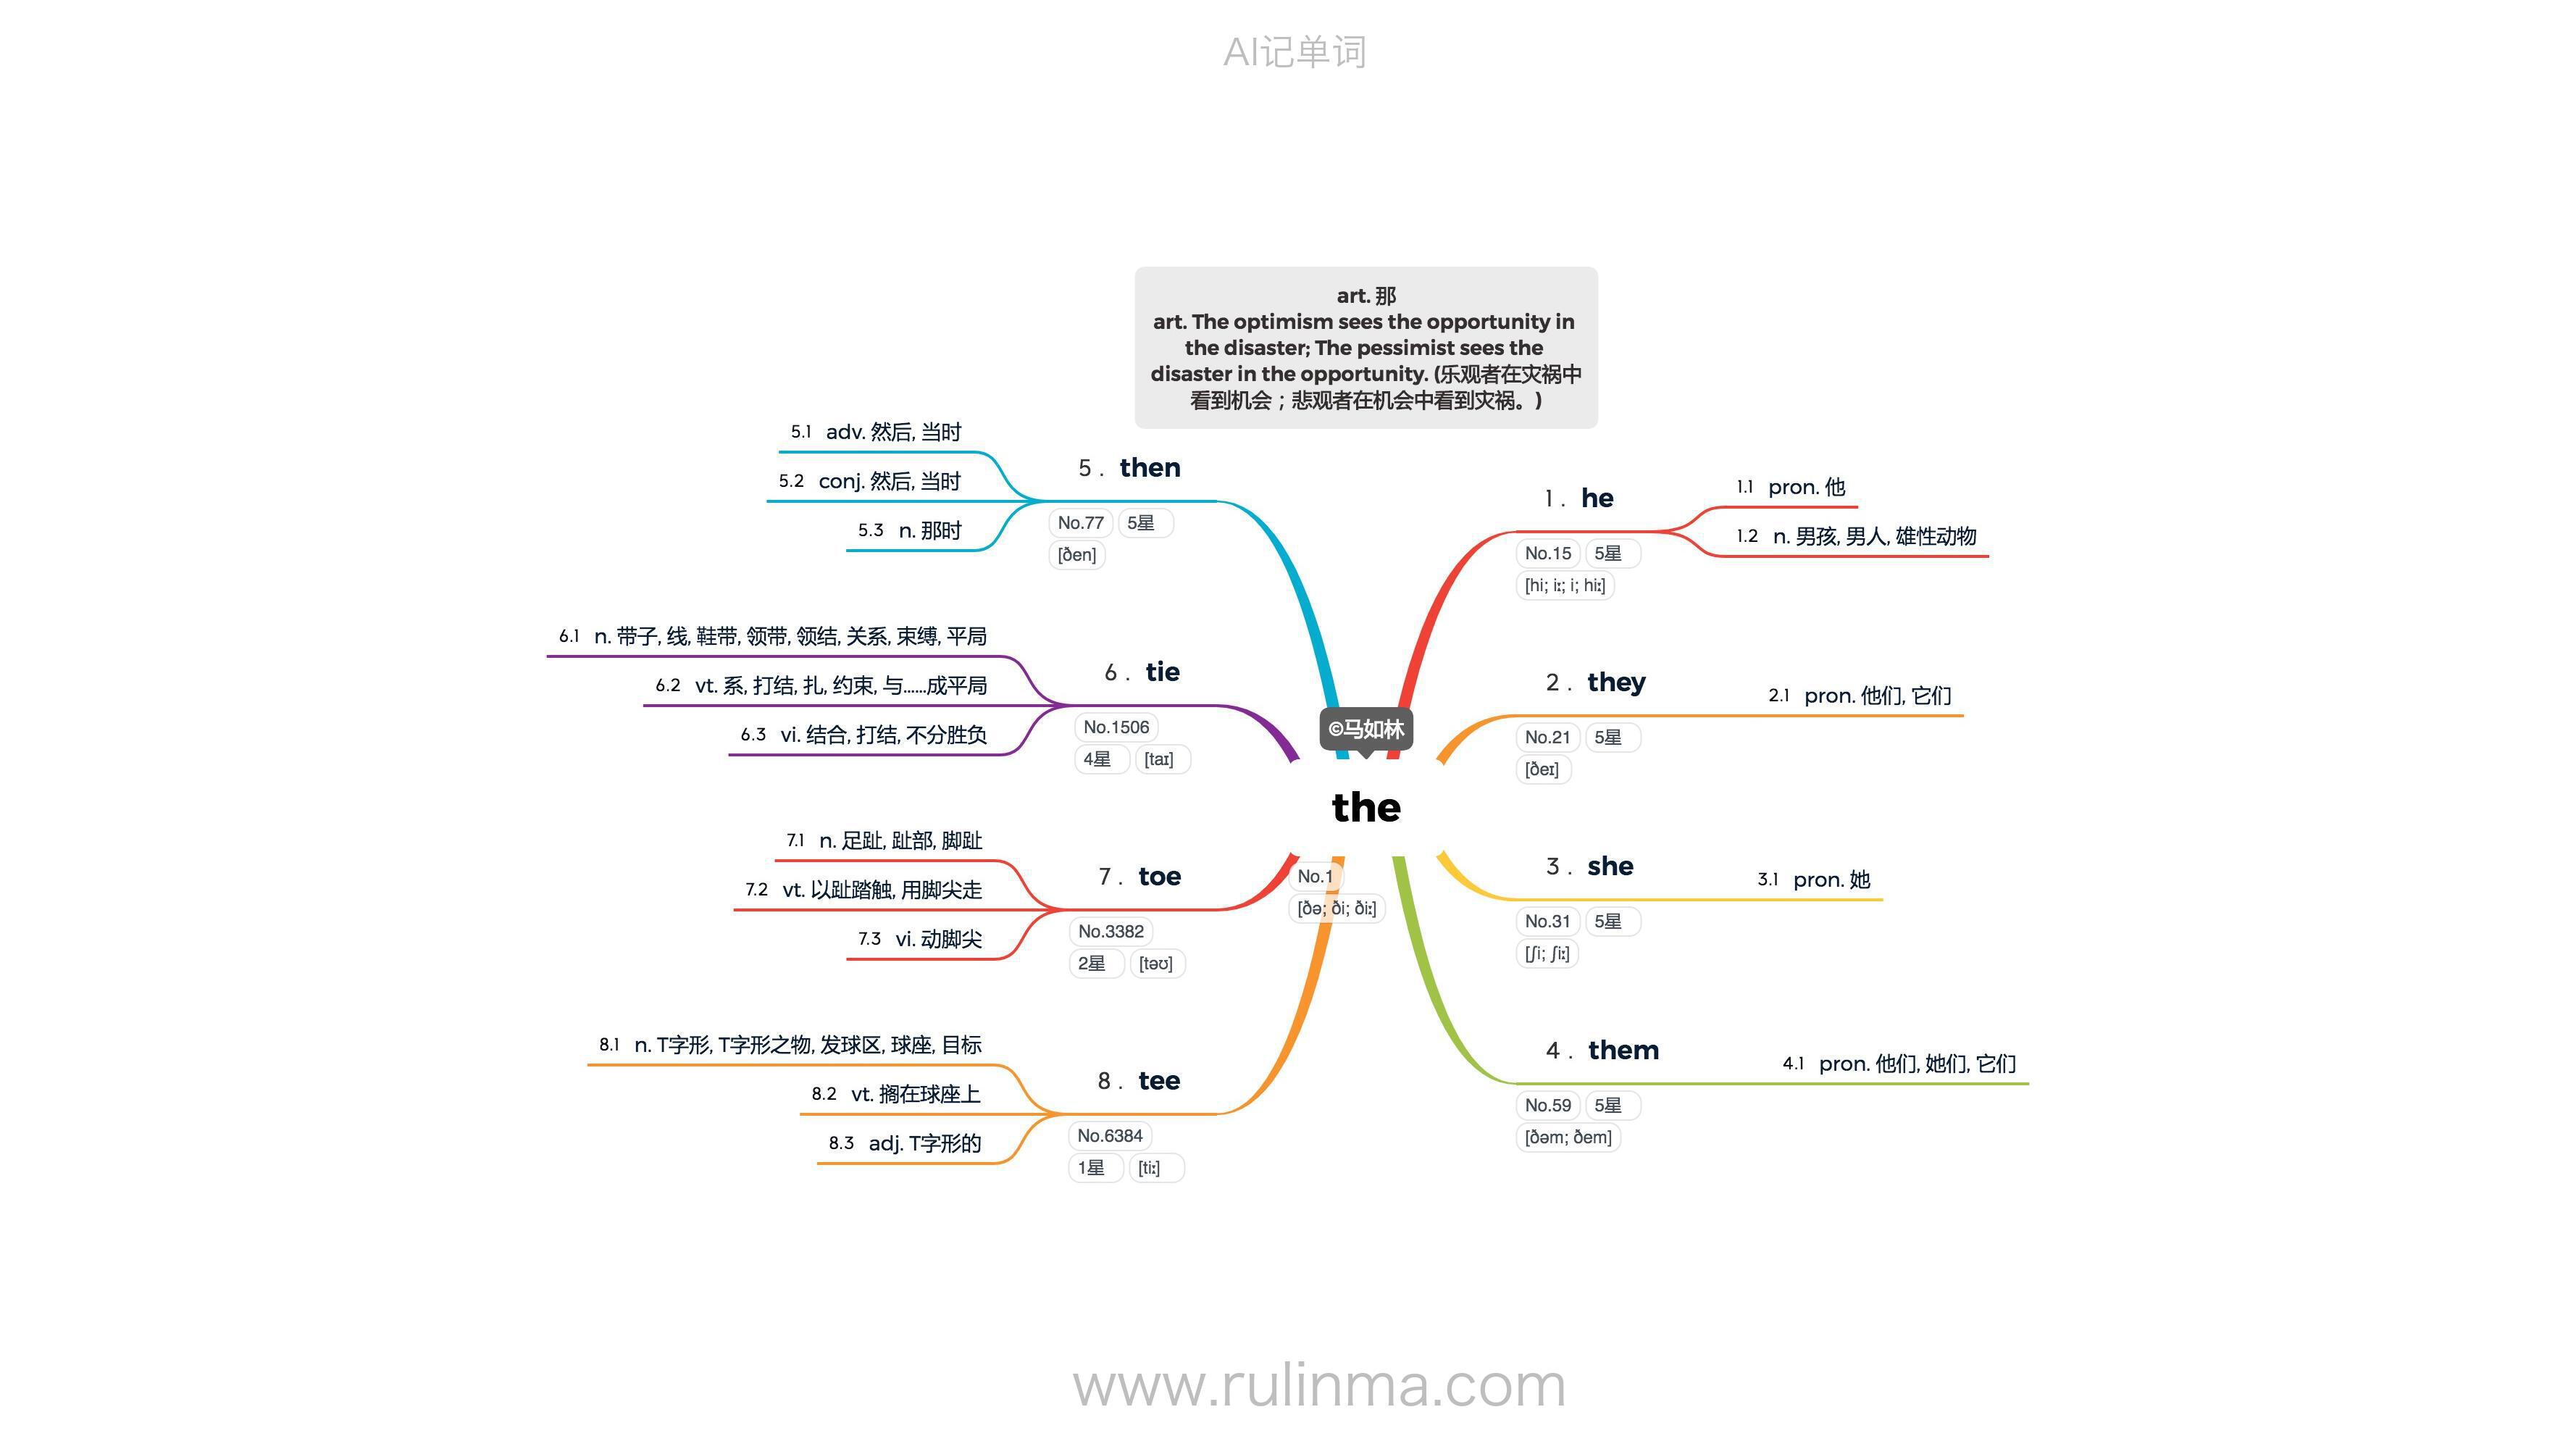 AI记单词
art. 那
art. The optimism sees the opportunity in
the disaster; The pessimist sees the
disaster in the opportunity. (乐观者在灾祸中
看到机会；悲观者在机会中看到灾祸。)
©马如林
the
No.1
[ðə; ði; ðiː]
1. he
No.15 5星
[hi; iː; i; hiː]
1.1 pron. 他
1.2 n. 男孩, 男人, 雄性动物
2. they
No.21 5星
[ðeɪ]
2.1 pron. 他们, 它们
3. she
No.31 5星
[ʃi; ʃiː]
3.1 pron. 她
4. them
No.59 5星
[ðəm; ðem]
4.1 pron. 他们, 她们, 它们
5. then
No.77 5星
[ðen]
5.1 adv. 然后, 当时
5.2 conj. 然后, 当时
5.3 n. 那时
6. tie
No.1506
4星 [taɪ]
6.1 n. 带子, 线, 鞋带, 领带, 领结, 关系, 束缚, 平局
6.2 vt. 系, 打结, 扎, 约束, 与……成平局
6.3 vi. 结合, 打结, 不分胜负
7. toe
No.3382
2星 [təʊ]
7.1 n. 足趾, 趾部, 脚趾
7.2 vt. 以趾踏触, 用脚尖走
7.3 vi. 动脚尖
8. tee
No.6384
1星 [tiː]
8.1 n. T字形, T字形之物, 发球区, 球座, 目标
8.2 vt. 搁在球座上
8.3 adj. T字形的
www.rulinma.com